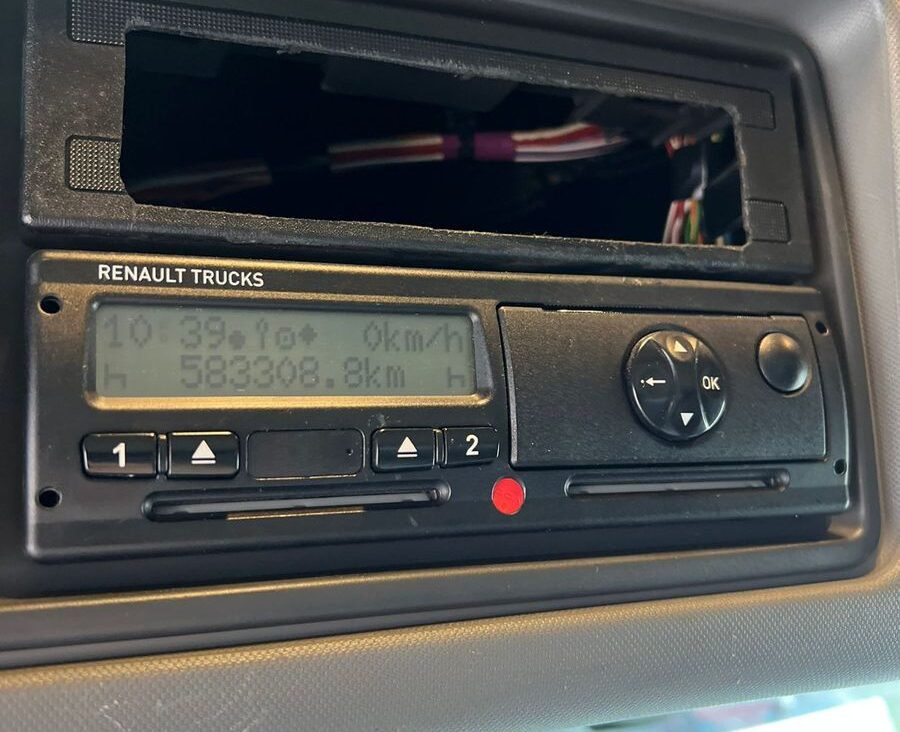 RENAULT TRUCKS
10:39 0km/h
583308.8km
1 2
OK